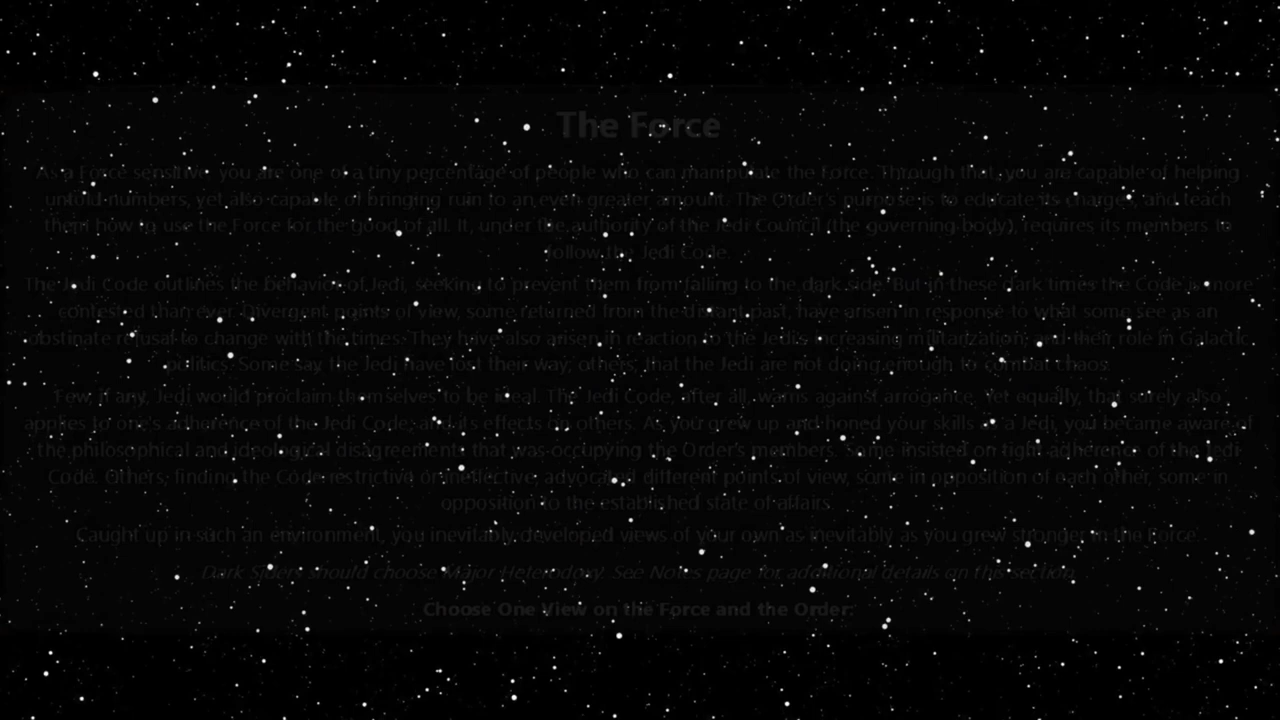 The Force
As a Force sensitive, you are one of a tiny percentage of people who can manipulate the Force. Through that, you are capable of helping
untold numbers, yet also capable of bringing ruin to an even greater amount. The Order's purpose is to educate its charges, and teach
them how to use the Force for the good of all. It, under the authority of the Jedi Council (the governing body), requires its members to
follow the Jedi Code.
The Jedi Code outlines the behavior of Jedi, seeking to prevent them from falling to the dark side. But in these dark times the Code is more
contested than ever. Divergent points of view, some returned from the distant past, have arisen in response to what some see as an
obstinate refusal to change with the times. They have also arisen in reaction to the Jedi's increasing militarization, and their role in Galactic
politics. Some say the Jedi have lost their way; others, that the Jedi are not doing enough to combat chaos.
Few, if any, Jedi would proclaim themselves to be ideal. The Jedi Code, after all, warns against arrogance. Yet equally, that surely also
applies to one's adherence of the Jedi Code, and its effects on others. As you grew up and honed your skills as a Jedi, you became aware of
the philosophical and ideological disagreements that was occupying the Order's members. Some insisted on tight adherence of the Jedi
Code. Others, finding the Code restrictive or ineffective, advocated different points of view, some in opposition of each other, some in
opposition to the established state of affairs.
Caught up in such an environment, you inevitably developed views of your own as inevitably as you grew stronger in the Force.
Dark Siders should choose Major Heterodoxy. See Notes page for additional details on this section.
Choose One View on the Force and the Order: